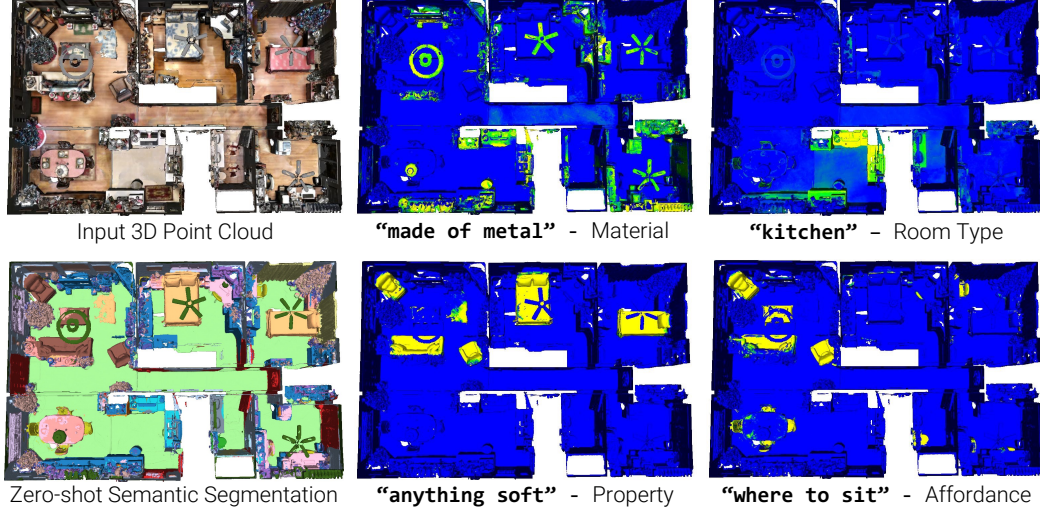 Input 3D Point Cloud
“made of metal” - Material
“kitchen” – Room Type
Zero-shot Semantic Segmentation
“anything soft” - Property
“where to sit” - Affordance